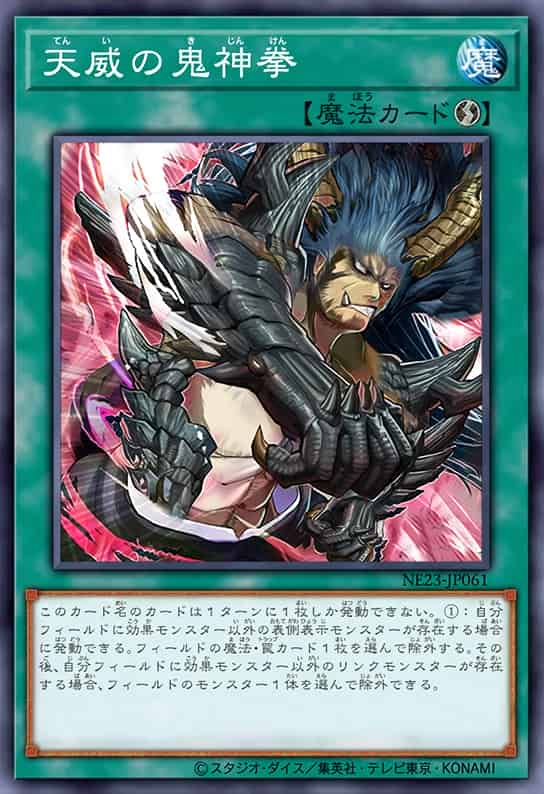 天威の鬼神拳
魔
【魔法カード】
NE23-JP061
このカード名のカードは1ターンに1枚しか発動できない。①:自分
フィールドに効果モンスター以外の表側表示モンスターが存在する場合
に発動できる。フィールドの魔法・罠カード1枚を選んで除外する。その
後、自分フィールドに効果モンスター以外のリンクモンスターが存在
する場合、フィールドのモンスター1体を選んで除外できる。
©スタジオ・ダイス/集英社・テレビ東京・KONAMI